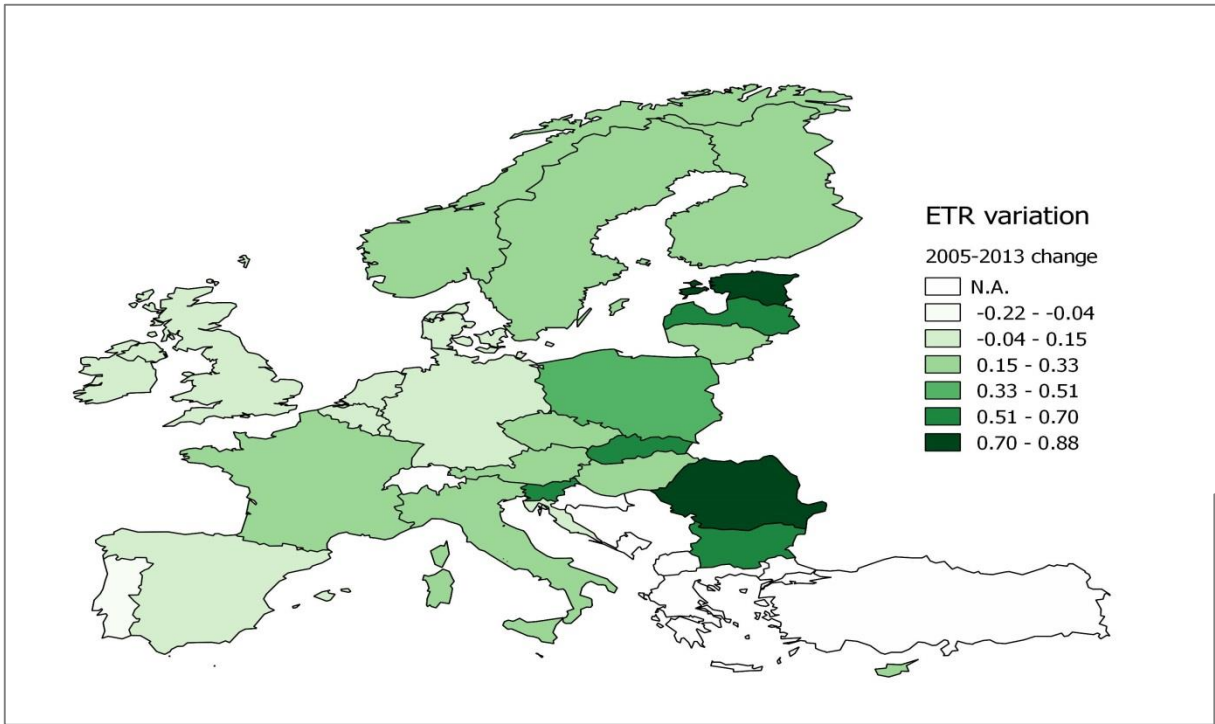 ETR variation
2005-2013 change
N.A.
-0.22 - -0.04
-0.04 - 0.15
0.15 - 0.33
0.33 - 0.51
0.51 - 0.70
0.70 - 0.88